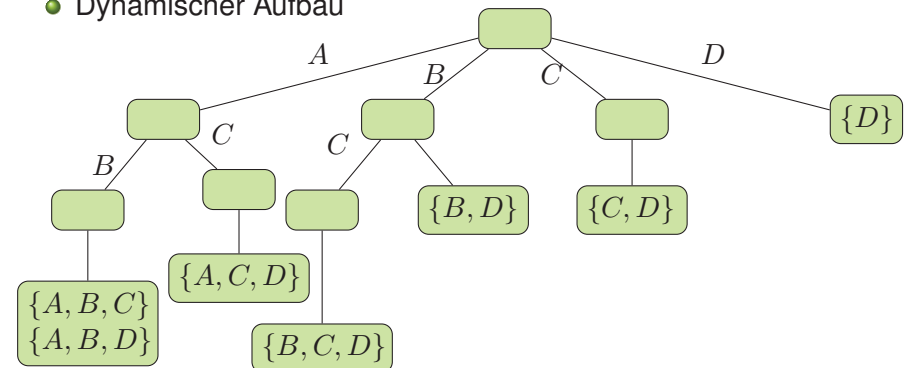 Dynamischer Aufbau
A
B
C
D
{D}
B
C
C
{B, D}
{C, D}
{A, C, D}
{A, B, C}
{A, B, D}
{B, C, D}